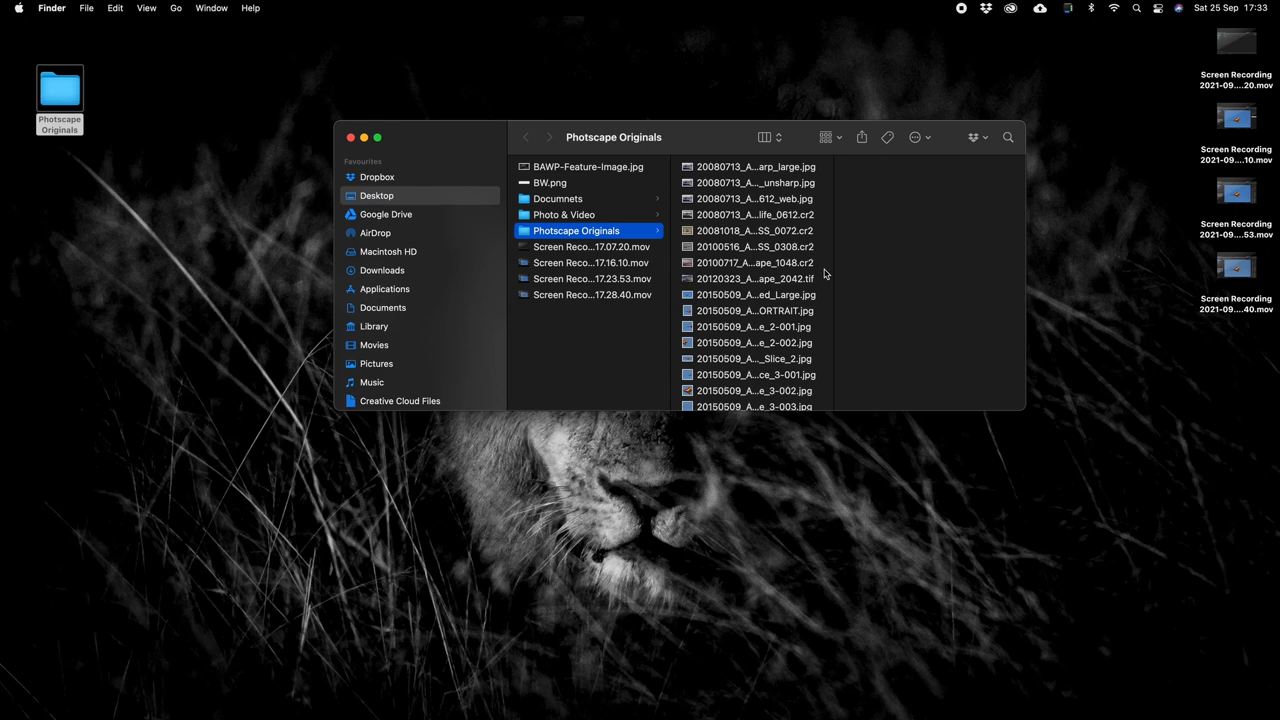 Finder File Edit View Go Window Help
Sat 25 Sep 17:33
Photscape
Originals
Screen Recording
2021-09....20.mov
Screen Recording
2021-09....10.mov
Screen Recording
2021-09....53.mov
Screen Recording
2021-09....40.mov
Photscape Originals
Favourites
Dropbox
Desktop
Google Drive
AirDrop
Macintosh HD
Downloads
Applications
Documents
Library
Movies
Pictures
Music
Creative Cloud Files
BAWP-Feature-Image.jpg
BW.png
Documnets
Photo & Video
Photscape Originals
Screen Reco...17.07.20.mov
Screen Reco...17.16.10.mov
Screen Reco...17.23.53.mov
Screen Reco...17.28.40.mov
20080713_A...arp_large.jpg
20080713_A..._unsharp.jpg
20080713_A...612_web.jpg
20080713_A...life_0612.cr2
20081018_A...SS_0072.cr2
20100516_A...SS_0308.cr2
20100717_A...ape_1048.cr2
20120323_A...ape_2042.tif
20150509_A...ed_Large.jpg
20150509_A...ORTRAIT.jpg
20150509_A...e_2-001.jpg
20150509_A...e_2-002.jpg
20150509_A..._Slice_2.jpg
20150509_A...ce_3-001.jpg
20150509_A...e_3-002.jpg
20150509_A...e_3-003.jpg